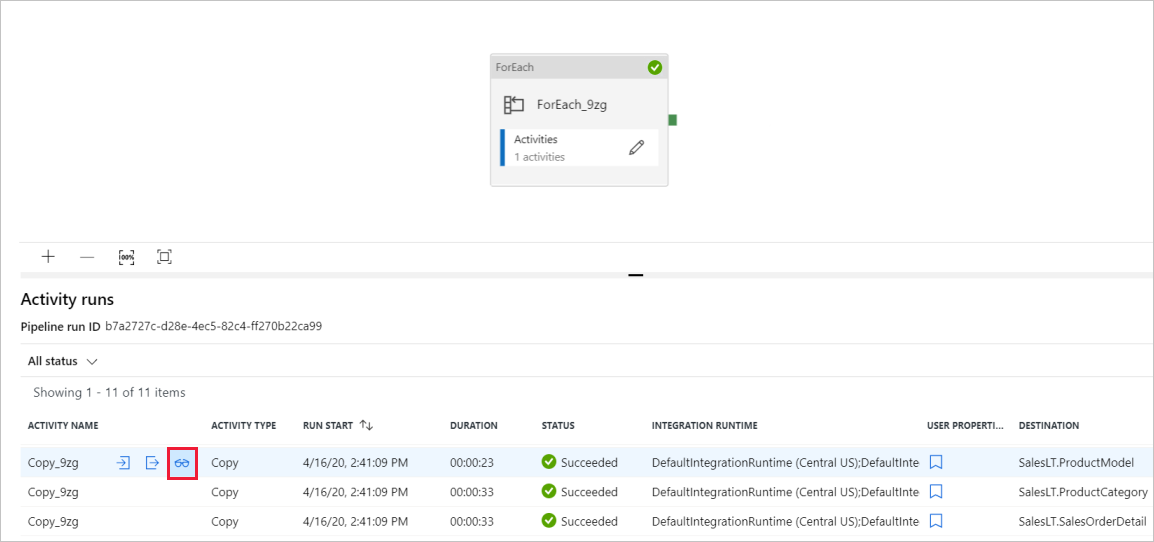 ForEach
ForEach_9zg
Activities
1 activities
100%
Activity runs
Pipeline run ID b7a2727c-d28e-4ec5-82c4-ff270b22ca99
All status
Showing 1 - 11 of 11 items
ACTIVITY NAME ACTIVITY TYPE RUN START DURATION STATUS INTEGRATION RUNTIME USER PROPERTI... DESTINATION
Copy_9zg Copy 4/16/20, 2:41:09 PM 00:00:23 Succeeded DefaultIntegrationRuntime (Central US);DefaultInte SalesLT.ProductModel
Copy_9zg Copy 4/16/20, 2:41:09 PM 00:00:33 Succeeded DefaultIntegrationRuntime (Central US);DefaultInte SalesLT.ProductCategory
Copy_9zg Copy 4/16/20, 2:41:09 PM 00:00:33 Succeeded DefaultIntegrationRuntime (Central US);DefaultInte SalesLT.SalesOrderDetail